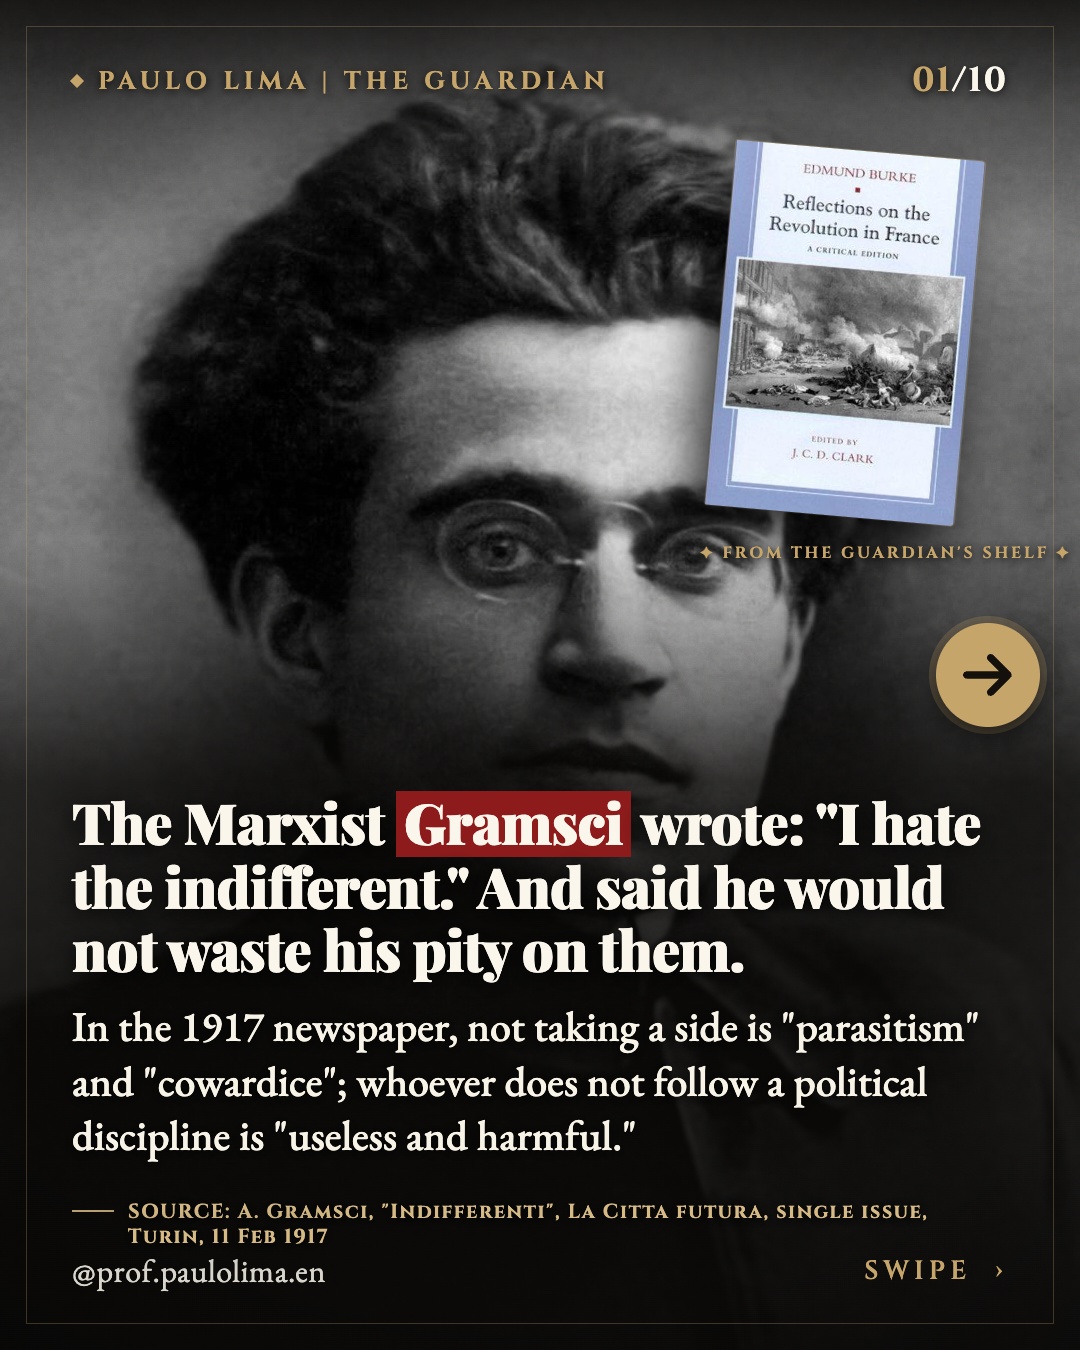 ◆ PAULO LIMA | THE GUARDIAN
01/10
EDMUND BURKE
Reflections on the
Revolution in France
A CRITICAL EDITION
EDITED BY
J. C. D. CLARK
✦ FROM THE GUARDIAN'S SHELF ✦
The Marxist Gramsci wrote: "I hate
the indifferent." And said he would
not waste his pity on them.
In the 1917 newspaper, not taking a side is "parasitism"
and "cowardice"; whoever does not follow a political
discipline is "useless and harmful."
SOURCE: A. GRAMSCI, "INDIFFERENTI", LA CITTA FUTURA, SINGLE ISSUE,
TURIN, 11 FEB 1917
@prof.paulolima.en
SWIPE ›